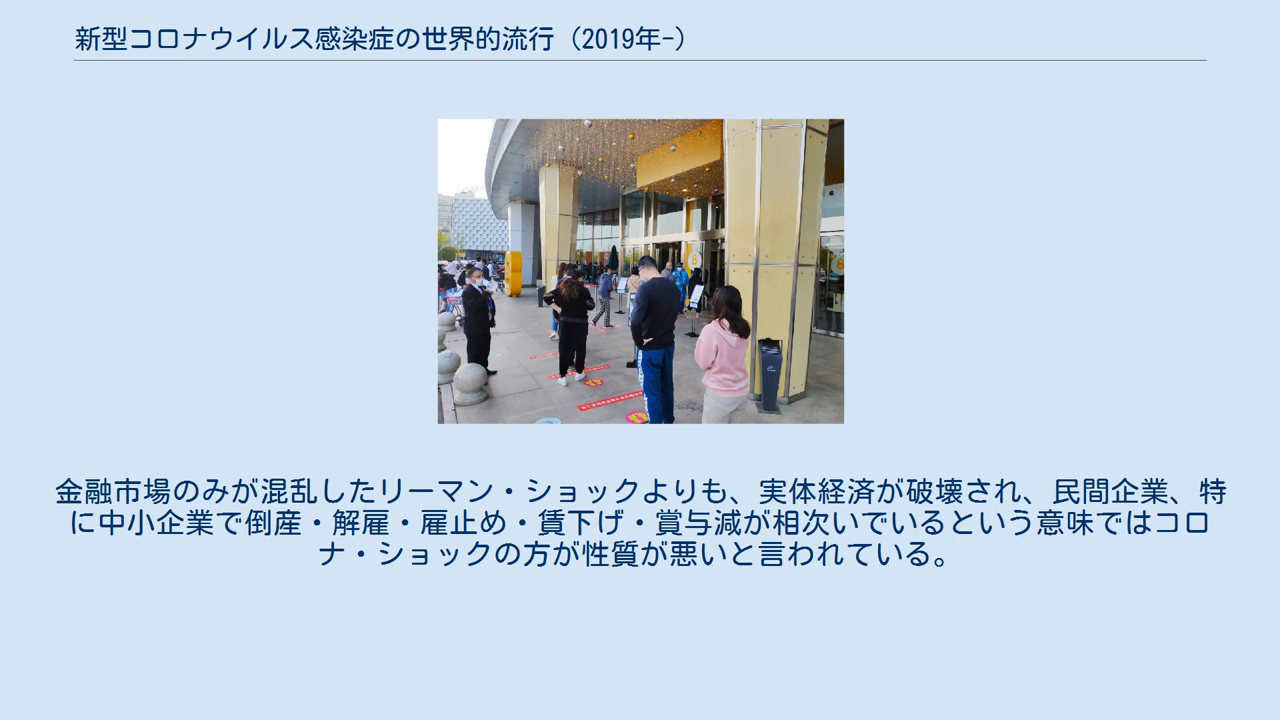 新型コロナウイルス感染症の世界的流行（2019年-）
金融市場のみが混乱したリーマン・ショックよりも、実体経済が破壊され、民間企業、特
に中小企業で倒産・解雇・雇止め・賃下げ・賞与減が相次いでいるという意味ではコロ
ナ・ショックの方が性質が悪いと言われている。